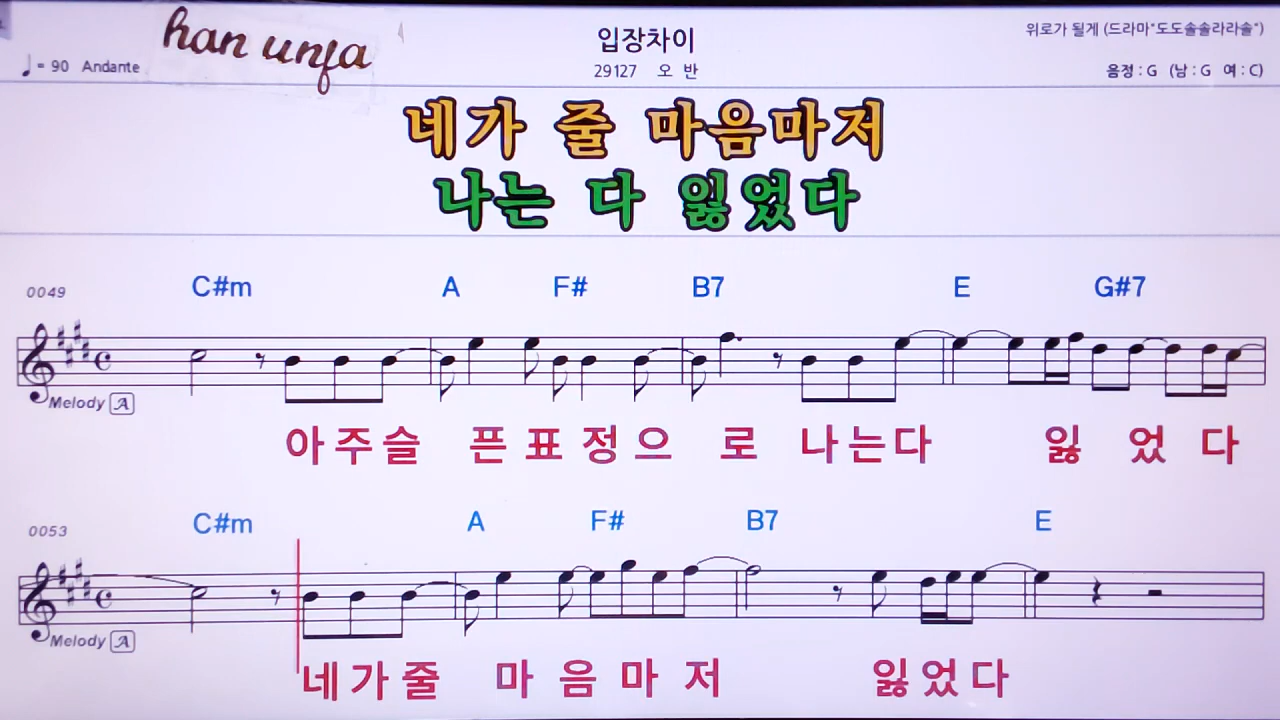 han unfa
입장차이
위로가 될게 (드라마"도도솔솔라라솔")
♩= 90 Andante
29127 오 반
음정 : G (남 : G 여 : C)
네가 줄 마음마저
나는 다 잃었다
0049 C#m A F# B7 E G#7
Melody A
아주슬 픈표정으 로 나는다 잃 었 다
0053 C#m A F# B7 E
Melody A
네가줄 마음마저 잃었다